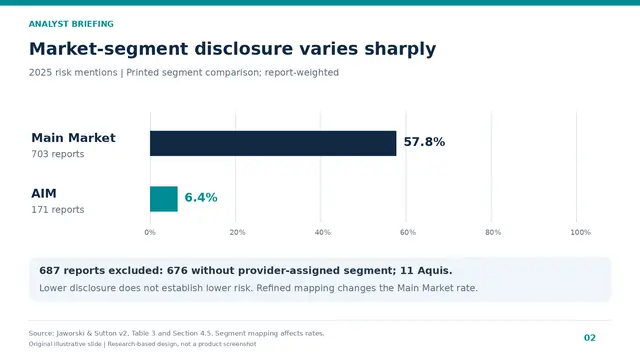 ANALYST BRIEFING
Market-segment disclosure varies sharply
2025 risk mentions | Printed segment comparison; report-weighted
Main Market
703 reports
57.8%
AIM
171 reports
6.4%
0% 20% 40% 60% 80% 100%
687 reports excluded: 676 without provider-assigned segment; 11 Aquis.
Lower disclosure does not establish lower risk. Refined mapping changes the Main Market rate.
Source: Jaworski & Sutton v2, Table 3 and Section 4.5. Segment mapping affects rates.
Original illustrative slide | Research-based design, not a product screenshot
02